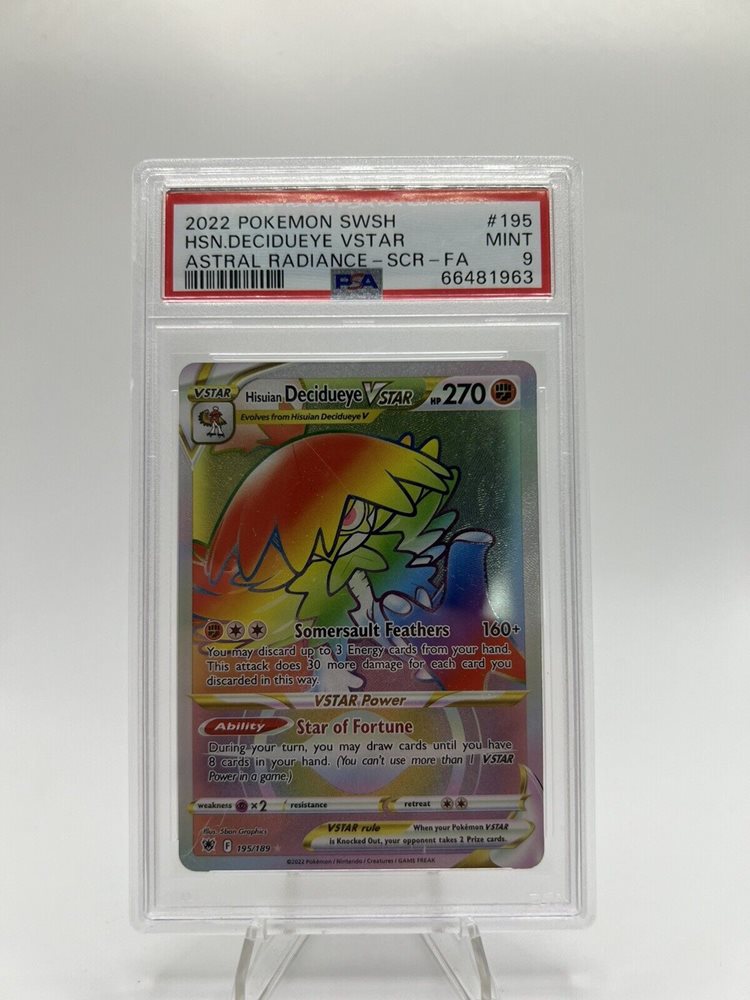 2022 POKEMON SWSH #195
HSN.DECIDUEYE VSTAR MINT
ASTRAL RADIANCE-SCR-FA 9
PSA 66481963
VSTAR Hisuian Decidueye VSTAR HP 270
Evolves from Hisuian Decidueye V
Somersault Feathers 160+
You may discard up to 3 Energy cards from your hand.
This attack does 30 more damage for each card you
discarded in this way.
VSTAR Power
Ability Star of Fortune
During your turn, you may draw cards until you have
8 cards in your hand. (You can't use more than 1 VSTAR
Power in a game.)
weakness ×2 resistance retreat
Illus. 5ban Graphics VSTAR rule When your Pokémon VSTAR
is Knocked Out, your opponent takes 2 Prize cards.
F 195/189
©2022 Pokémon / Nintendo / Creatures / GAME FREAK